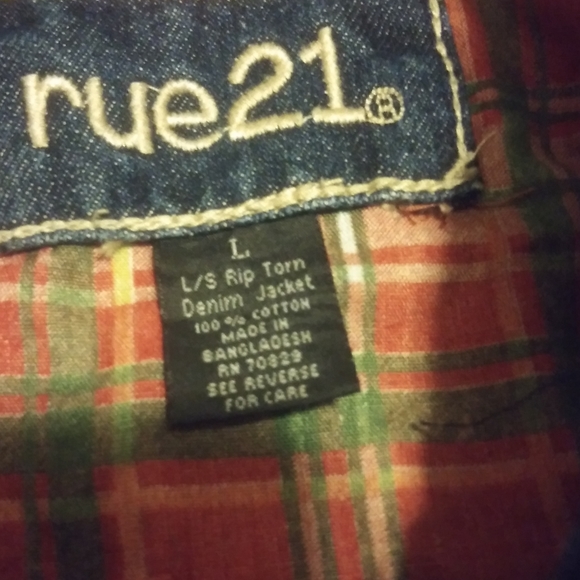 rue21®
L
L/S Rip Torn
Denim Jacket
100% COTTON
MADE IN
BANGLADESH
RN 70829
SEE REVERSE
FOR CARE